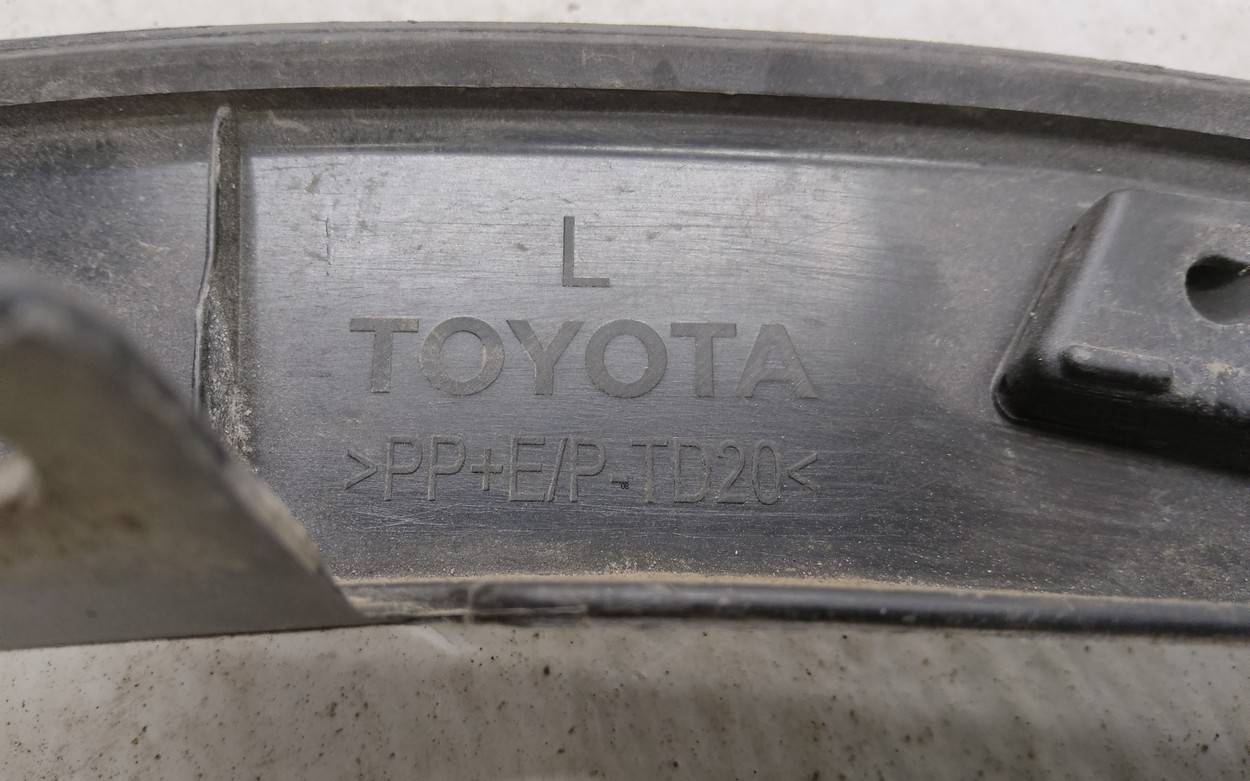 L
TOYOTA
>PP+E/P-TD20<